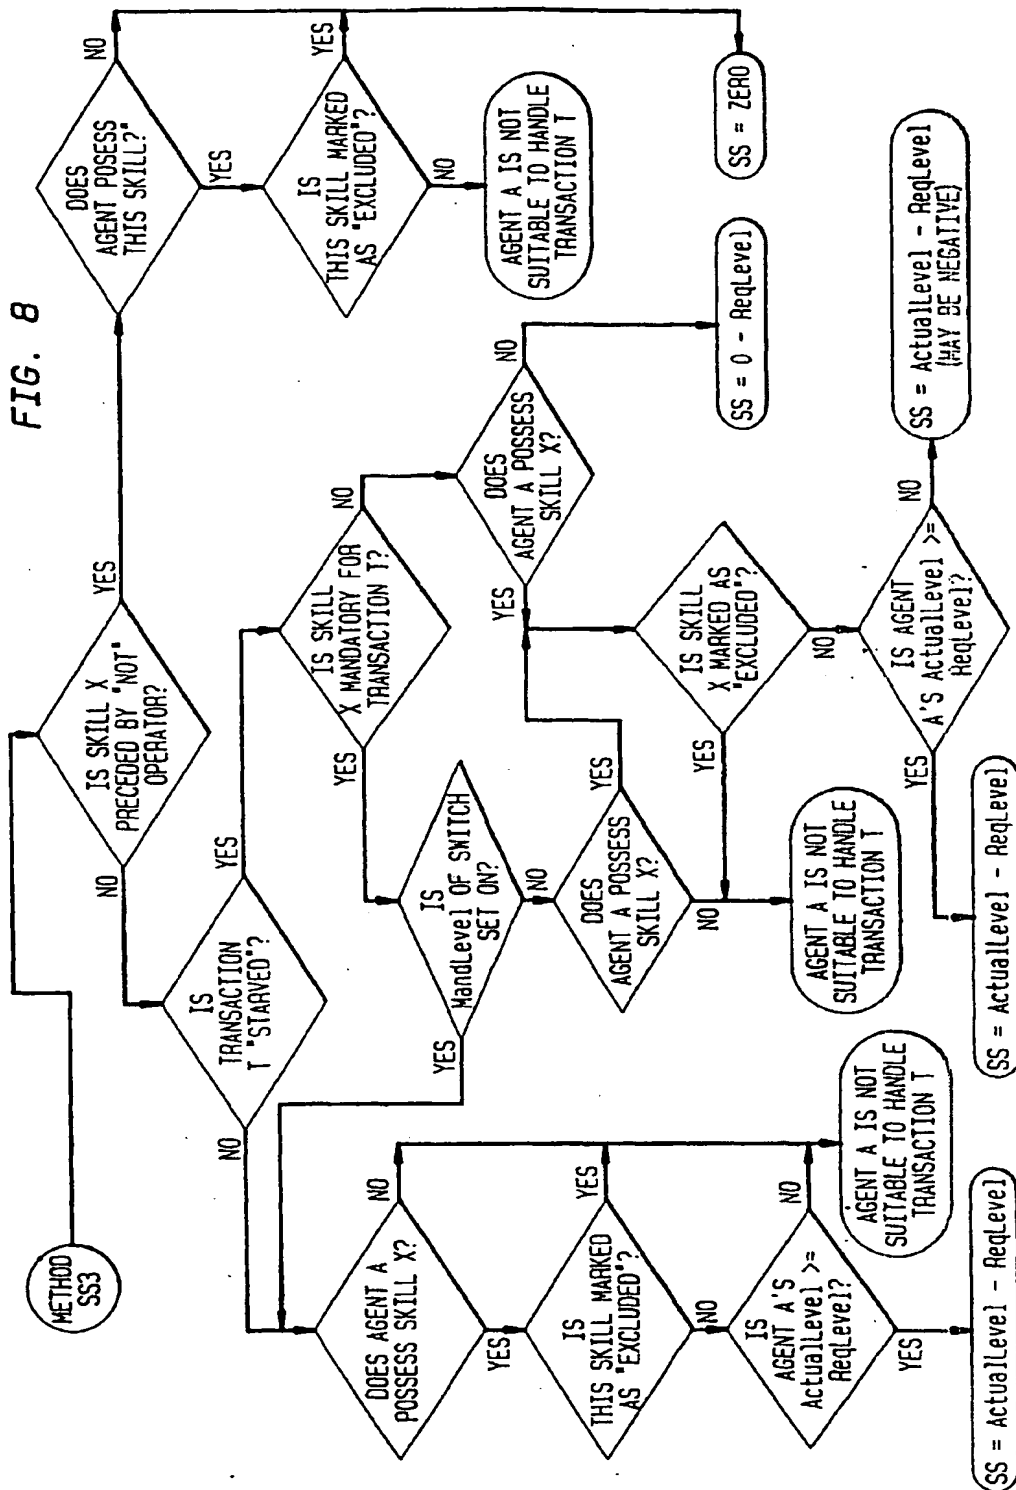 FIG. 8
METHOD
SS3
IS SKILL X
PRECEDED BY "NOT"
OPERATOR?
YES
NO
DOES
AGENT POSESS
THIS SKILL?"
NO
YES
IS
THIS SKILL MARKED
AS "EXCLUDED"?
YES
NO
AGENT A IS NOT
SUITABLE TO HANDLE
TRANSACTION T
SS = ZERO
IS
TRANSACTION
T "STARVED"?
YES
NO
IS SKILL
X MANDATORY FOR
TRANSACTION T?
NO
YES
DOES
AGENT A POSSESS
SKILL X?
NO
YES
SS = 0 - ReqLevel
IS
MandLevel OF SWITCH
SET ON?
YES
NO
DOES
AGENT A POSSESS
SKILL X?
YES
NO
IS SKILL
X MARKED AS
"EXCLUDED"?
YES
NO
AGENT A IS NOT
SUITABLE TO HANDLE
TRANSACTION T
IS AGENT
A'S ActualLevel >=
ReqLevel?
NO
YES
SS = ActualLevel - ReqLevel
(MAY BE NEGATIVE)
SS = ActualLevel - ReqLevel
DOES AGENT A
POSSESS SKILL X?
NO
YES
IS
THIS SKILL MARKED
AS "EXCLUDED"?
YES
NO
IS
AGENT A'S
ActualLevel >=
ReqLevel?
NO
YES
AGENT A IS NOT
SUITABLE TO HANDLE
TRANSACTION T
SS = ActualLevel - ReqLevel